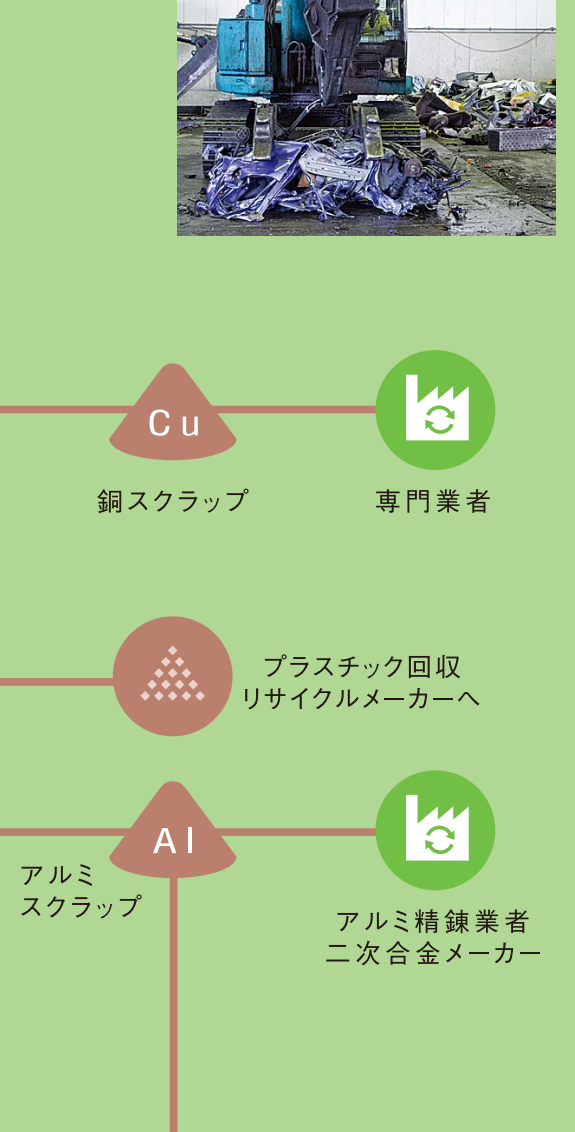 Cu
銅スクラップ
専門業者
プラスチック回収
リサイクルメーカーへ
Al
アルミ
スクラップ
アルミ精錬業者
二次合金メーカー